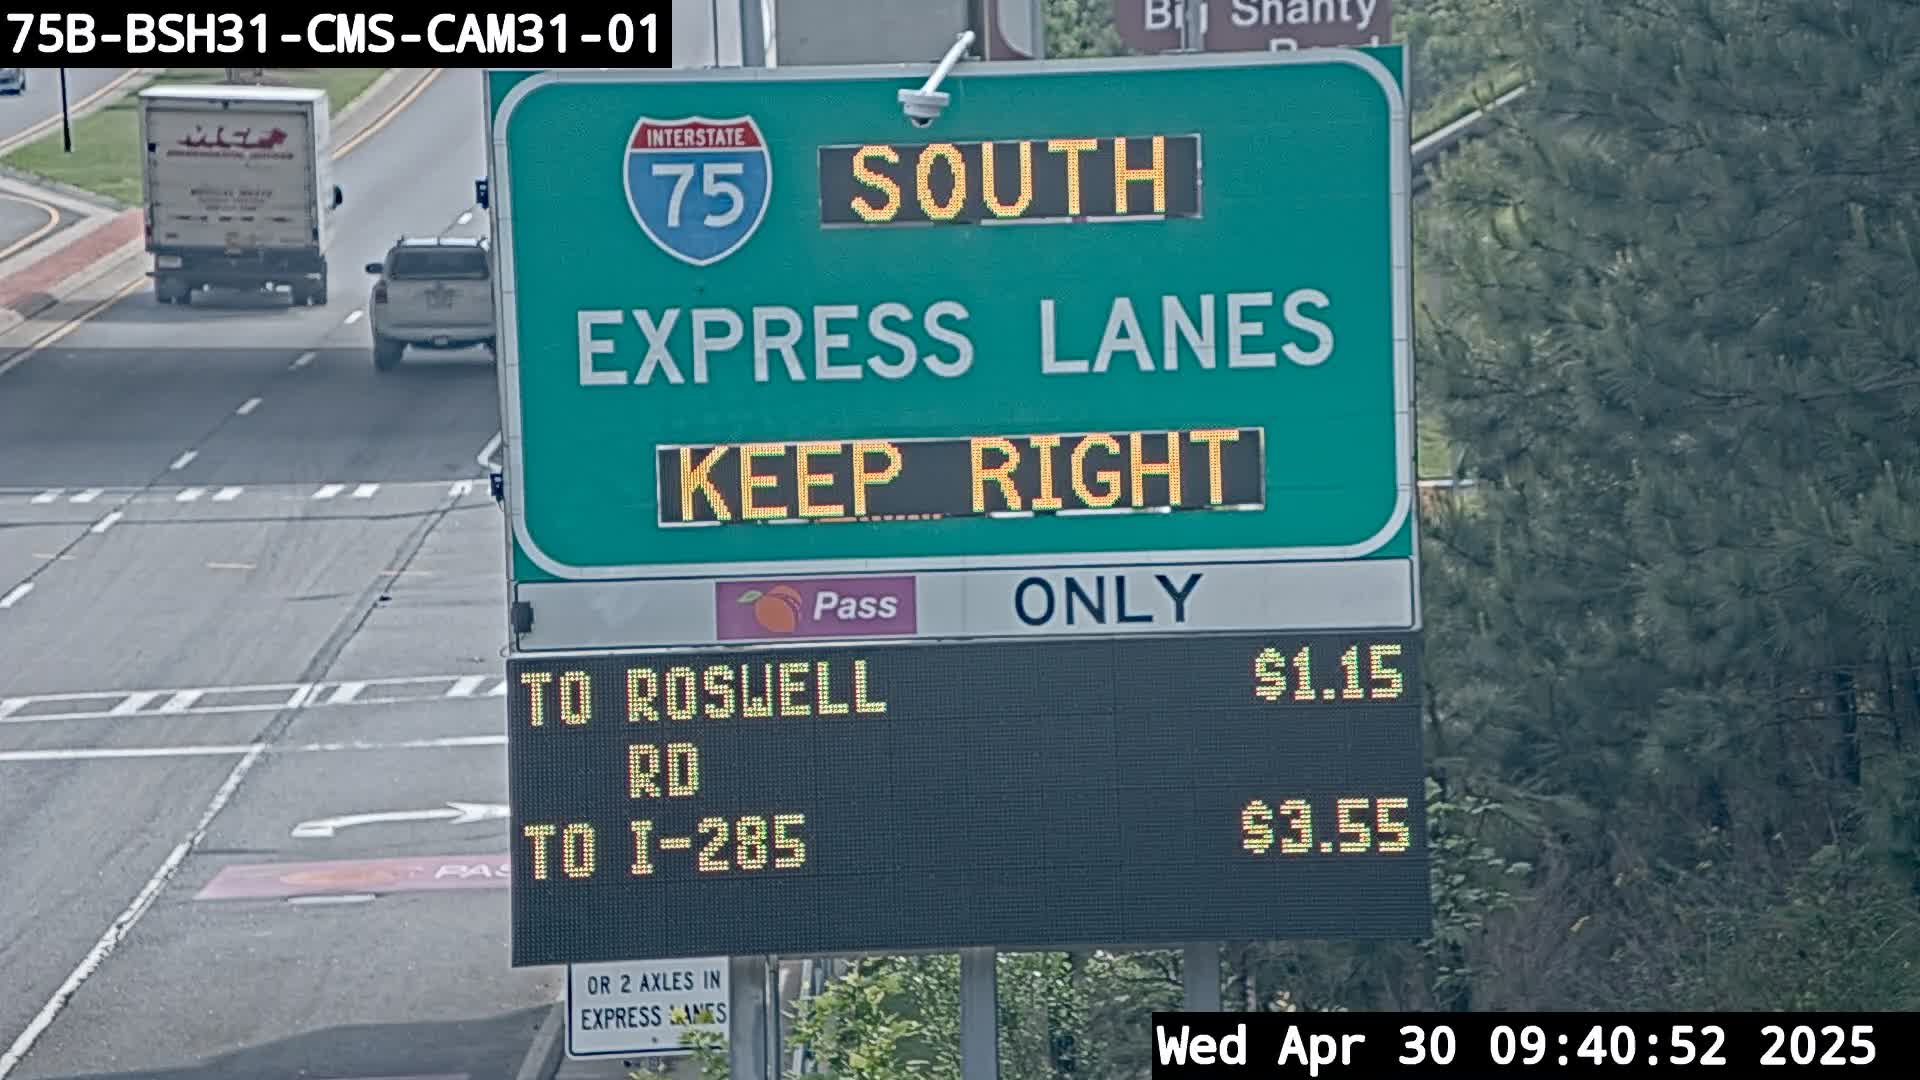 75B-BSH31-CMS-CAM31-01
Big Shanty
Road
INTERSTATE
75
SOUTH
EXPRESS LANES
KEEP RIGHT
Pass ONLY
TO ROSWELL $1.15
RD
TO I-285 $3.55
OR 2 AXLES IN
EXPRESS LANES
Wed Apr 30 09:40:52 2025